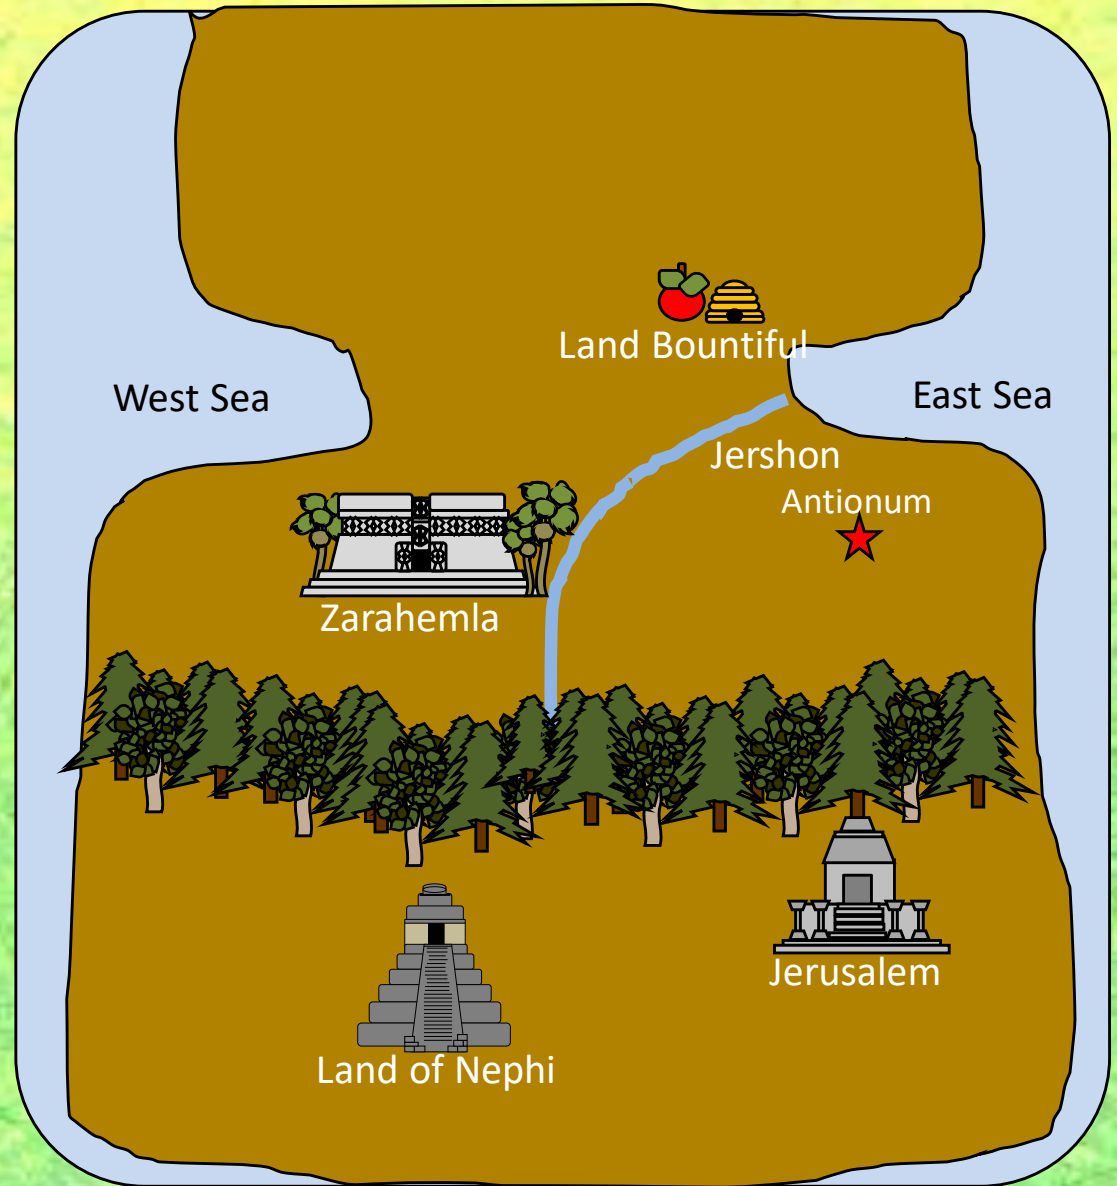 Land Bountiful
West Sea
East Sea
Jershon
Antionum
Zarahemla
Jerusalem
Land of Nephi